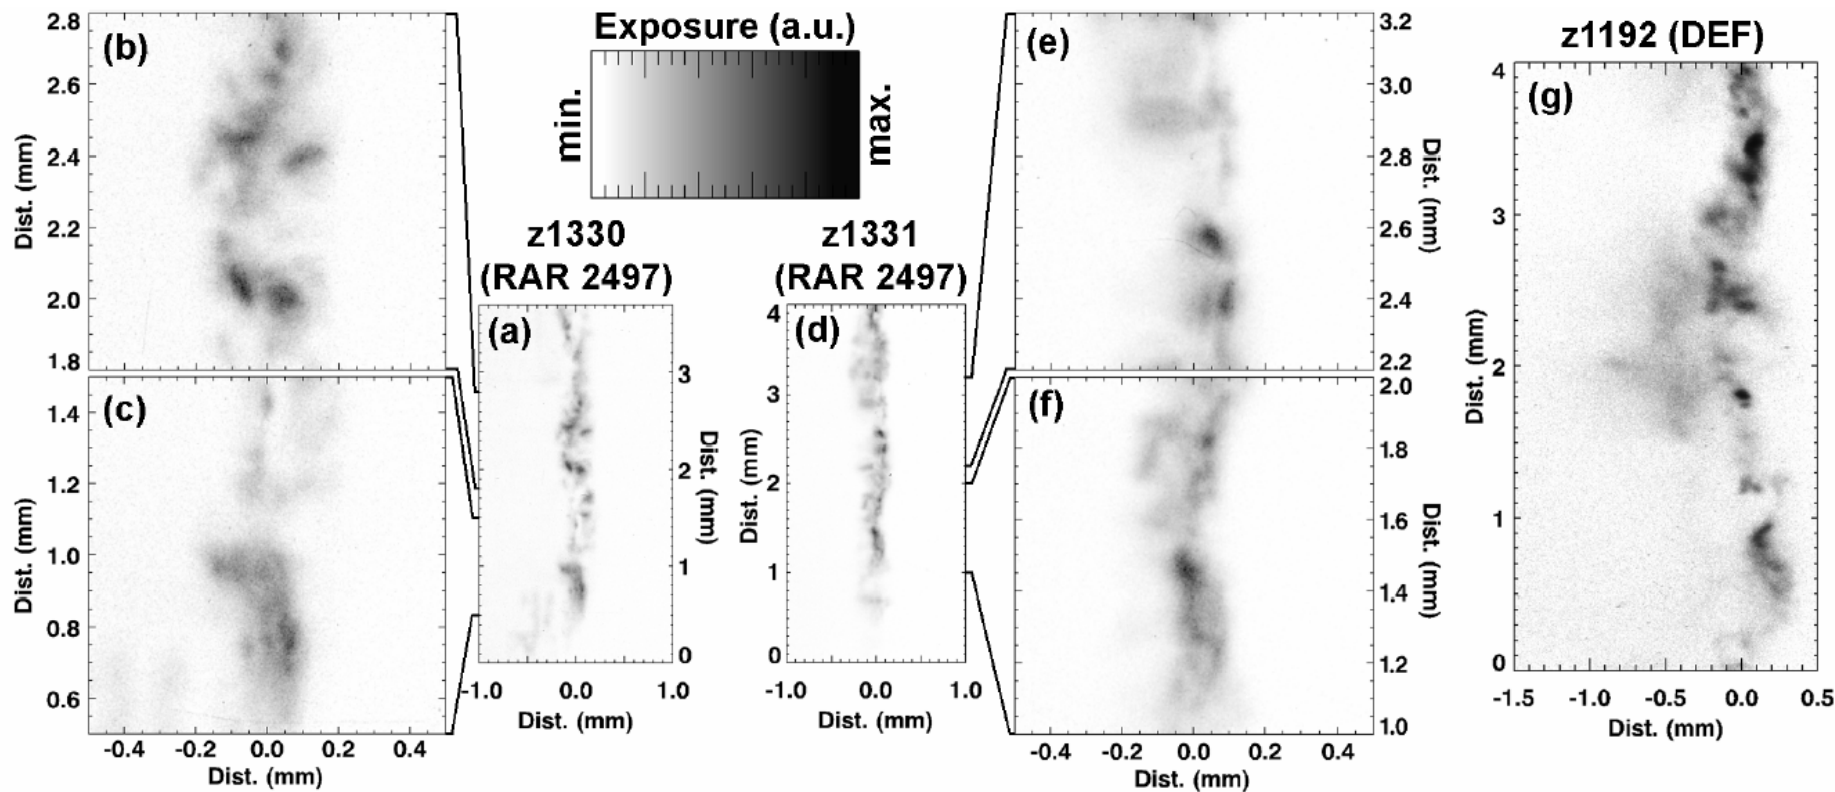 (b)
2.8
2.6
2.4
2.2
2.0
1.8
Dist. (mm)
(c)
1.4
1.2
1.0
0.8
0.6
Dist. (mm)
-0.4 -0.2 0.0 0.2 0.4
Dist. (mm)
Exposure (a.u.)
min.
max.
z1330
(RAR 2497)
(a)
3
2
1
0
Dist. (mm)
-1.0 0.0 1.0
Dist. (mm)
z1331
(RAR 2497)
(d)
4
3
2
1
0
Dist. (mm)
-1.0 0.0 1.0
Dist. (mm)
(e)
3.2
3.0
2.8
2.6
2.4
2.2
Dist. (mm)
(f)
2.0
1.8
1.6
1.4
1.2
1.0
Dist. (mm)
-0.4 -0.2 0.0 0.2 0.4
Dist. (mm)
z1192 (DEF)
(g)
4
3
2
1
0
Dist. (mm)
-1.5 -1.0 -0.5 0.0 0.5
Dist. (mm)